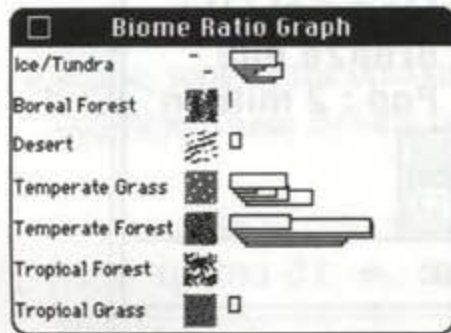 Biome Ratio Graph
Ice/Tundra
Boreal Forest
Desert
Temperate Grass
Temperate Forest
Tropical Forest
Tropical Grass